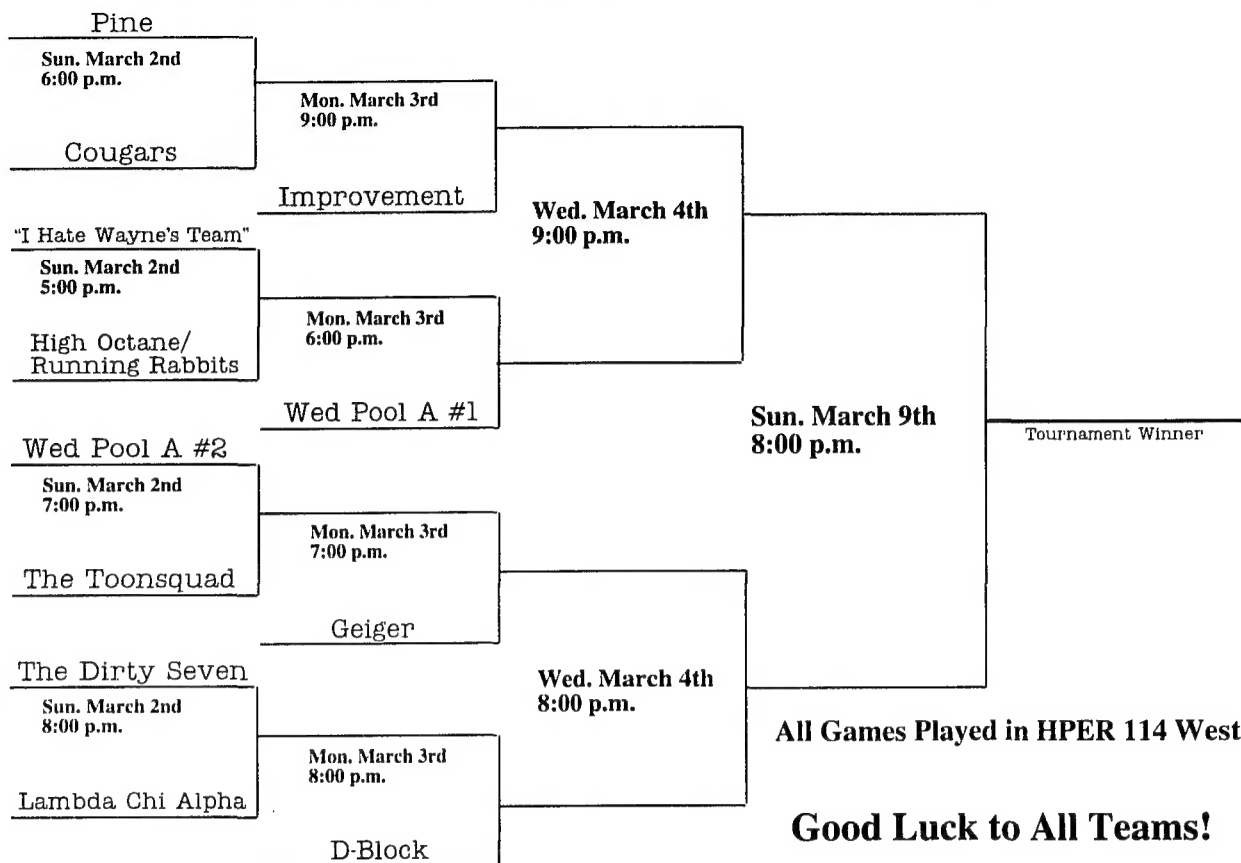 Pine
Sun. March 2nd
6:00 p.m.
Cougars
Mon. March 3rd
9:00 p.m.
Improvement
"I Hate Wayne's Team"
Sun. March 2nd
5:00 p.m.
High Octane/
Running Rabbits
Mon. March 3rd
6:00 p.m.
Wed Pool A #1
Wed. March 4th
9:00 p.m.
Wed Pool A #2
Sun. March 2nd
7:00 p.m.
The Toonsquad
Mon. March 3rd
7:00 p.m.
Geiger
The Dirty Seven
Sun. March 2nd
8:00 p.m.
Lambda Chi Alpha
Mon. March 3rd
8:00 p.m.
D-Block
Wed. March 4th
8:00 p.m.
Sun. March 9th
8:00 p.m.
Tournament Winner
All Games Played in HPER 114 West
Good Luck to All Teams!